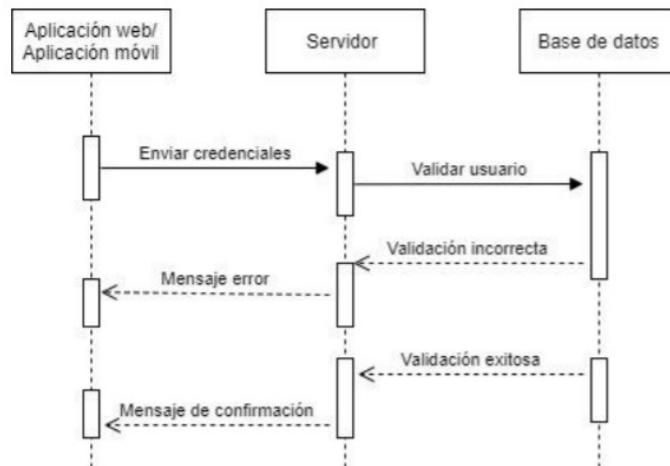 Aplicación web/
Aplicación móvil
Servidor
Base de datos
Enviar credenciales
Validar usuario
Validación incorrecta
Mensaje error
Validación exitosa
Mensaje de confirmación